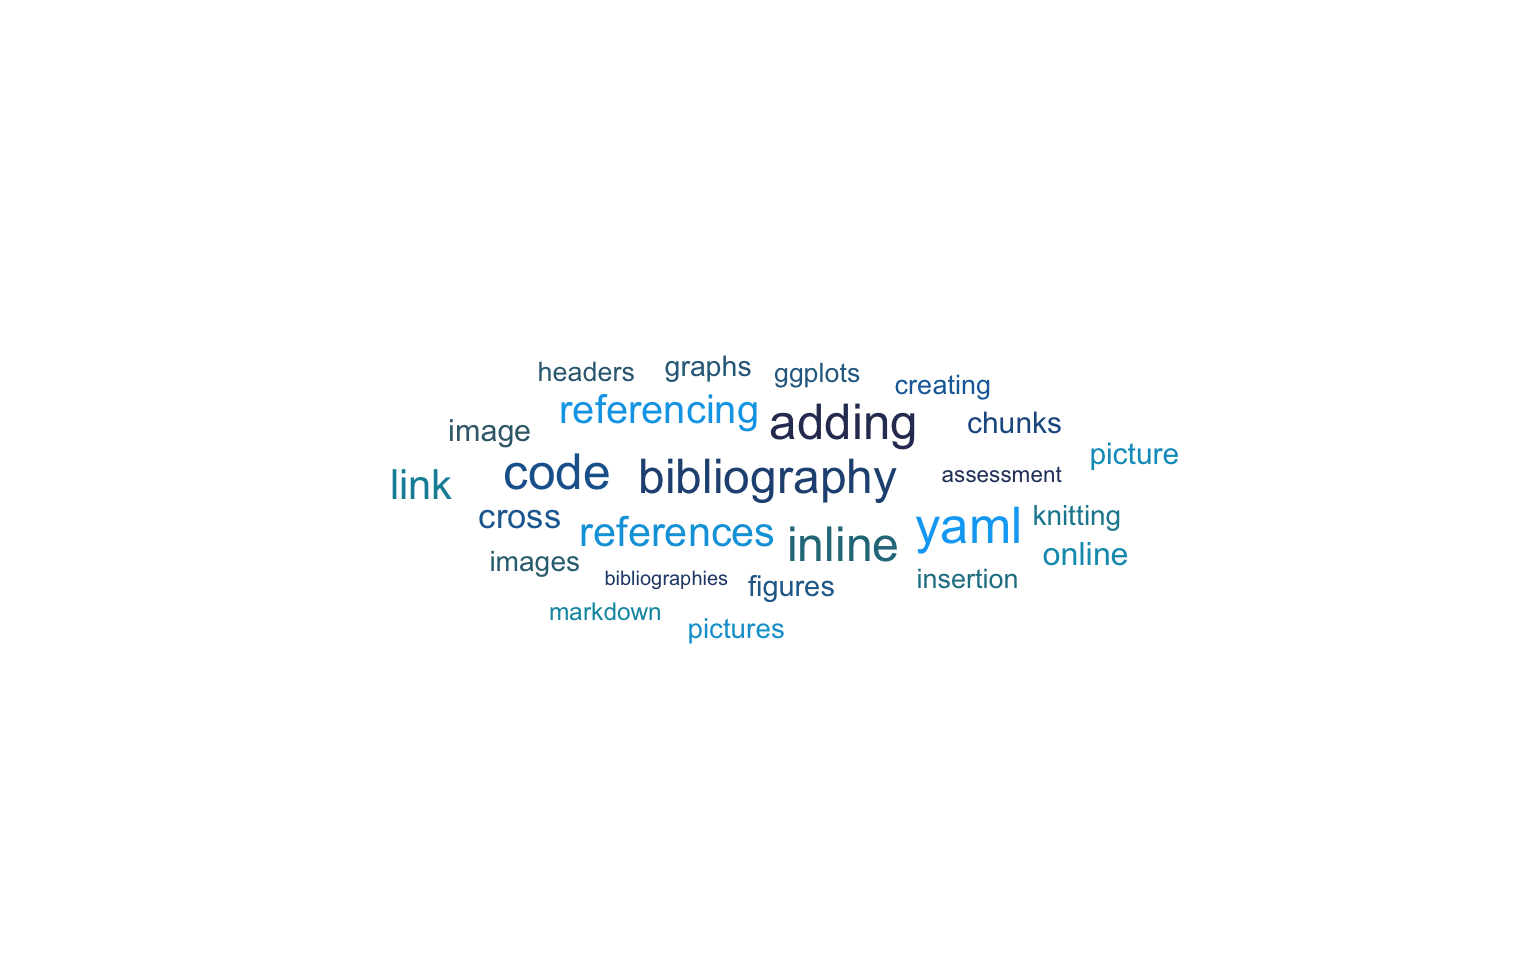 headers graphs ggplots creating
referencing adding chunks
image picture
link code bibliography assessment
cross references inline yaml knitting
images online
bibliographies figures insertion
markdown pictures